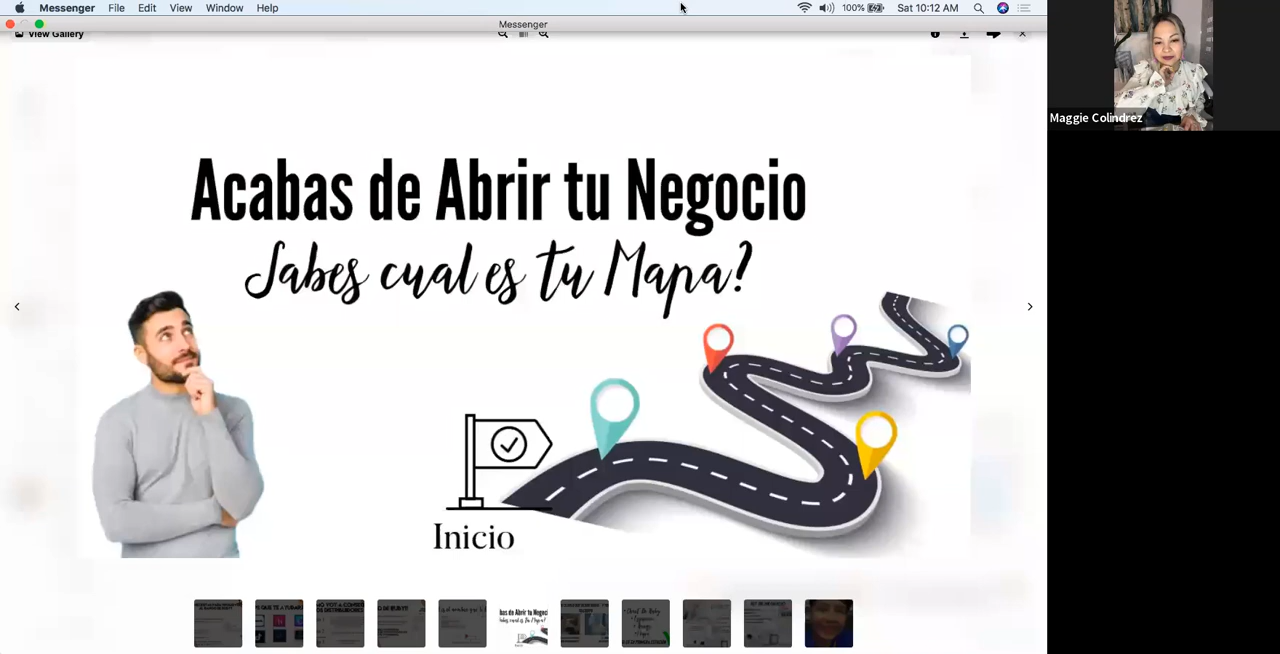 Messenger File Edit View Window Help 100% Sat 10:12 AM
Messenger
View Gallery
Maggie Colindrez
Acabas de Abrir tu Negocio
Sabes cual es tu Mapa?
Inicio